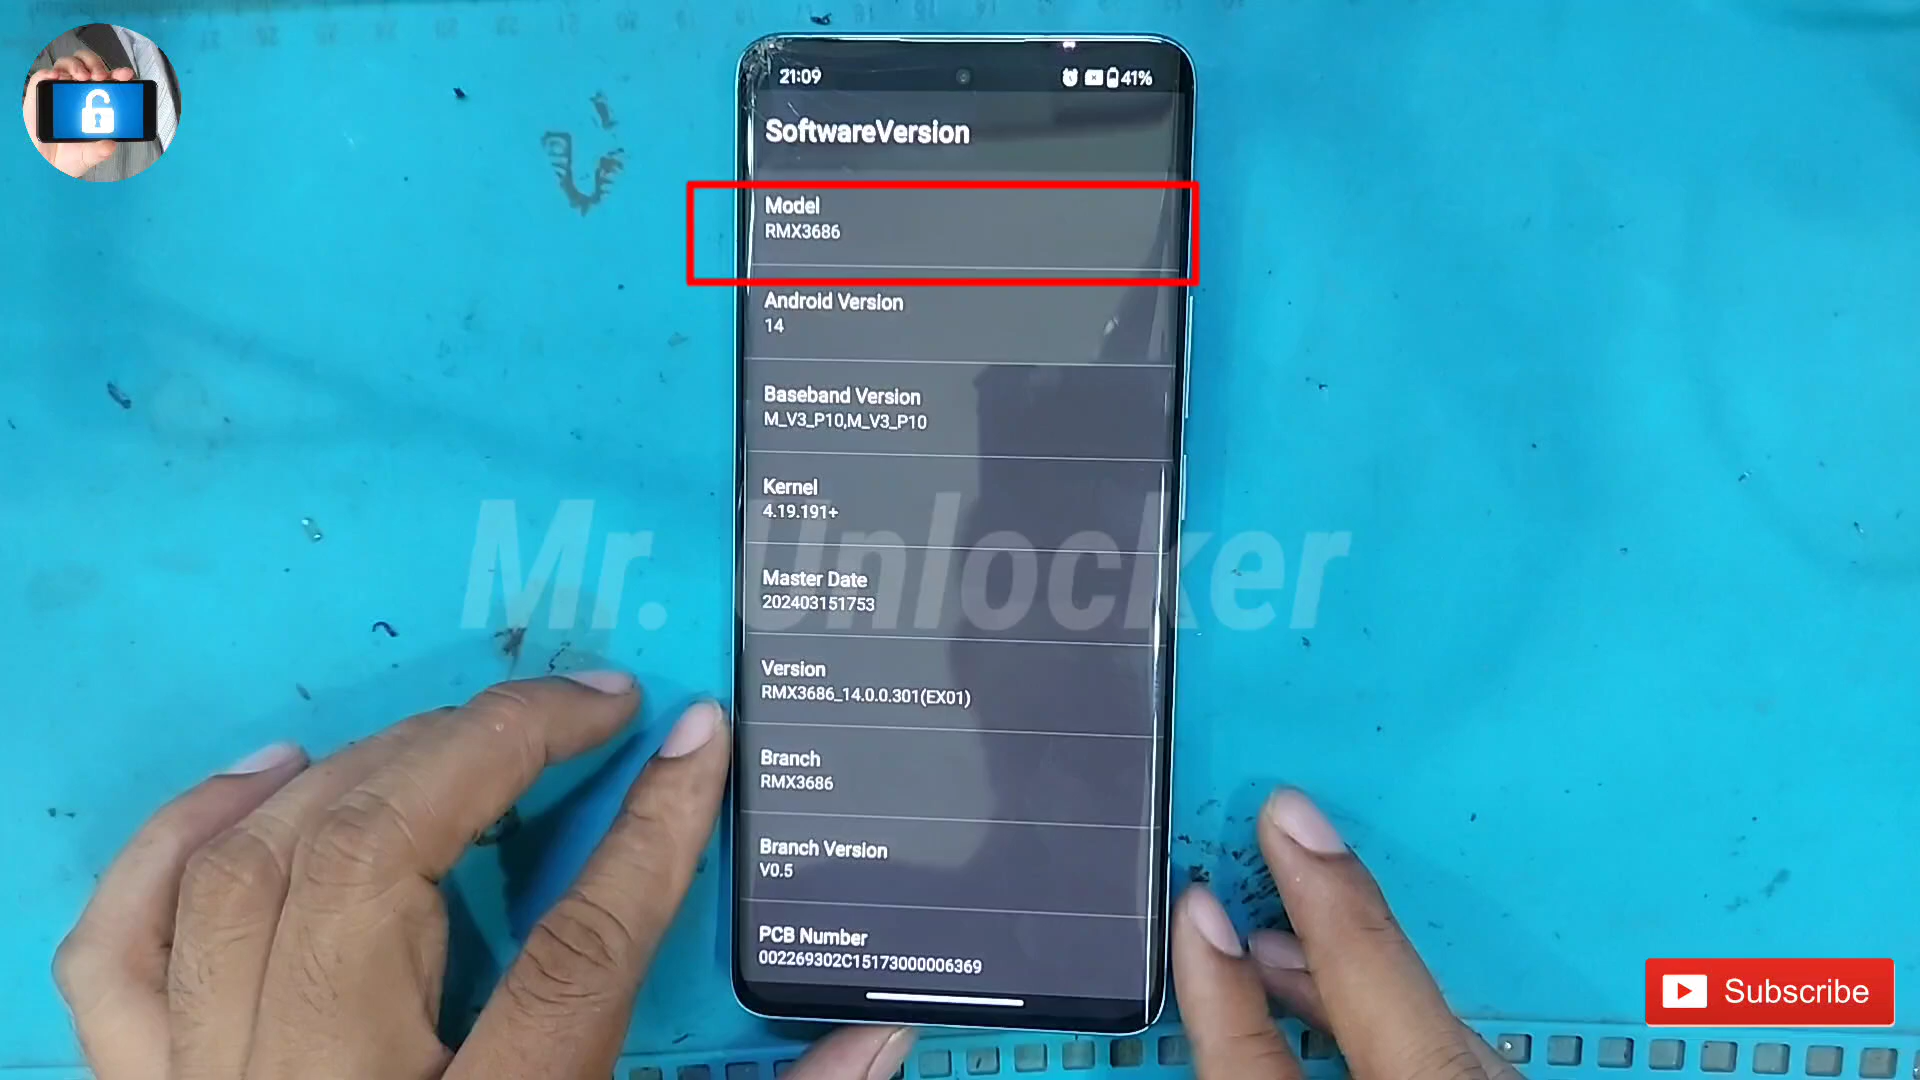 21:09
41%
SoftwareVersion
Model
RMX3686
Android Version
14
Baseband Version
M_V3_P10,M_V3_P10
Kernel
4.19.191+
Mr. Unlocker
Master Date
202403151753
Version
RMX3686_14.0.0.301(EX01)
Branch
RMX3686
Branch Version
V0.5
PCB Number
002269302C15173000006369
Subscribe